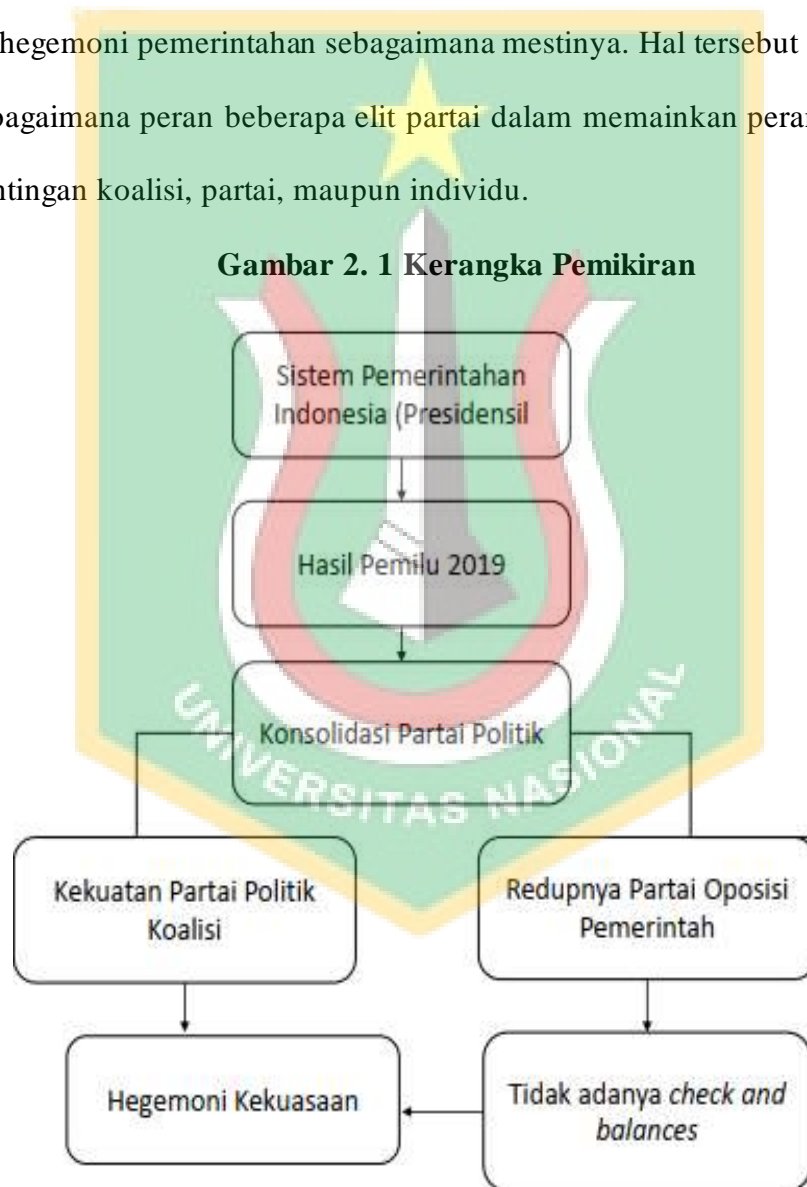 hegemoni pemerintahan sebagaimana mestinya. Hal tersebut
bagaimana peran beberapa elit partai dalam memainkan peran
ntingan koalisi, partai, maupun individu.
Gambar 2. 1 Kerangka Pemikiran
Sistem Pemerintahan
Indonesia (Presidensil
Hasil Pemilu 2019
Konsolidasi Partai Politik
UNIVERSITAS NASIONAL
Kekuatan Partai Politik
Koalisi
Redupnya Partai Oposisi
Pemerintah
Hegemoni Kekuasaan
Tidak adanya check and
balances